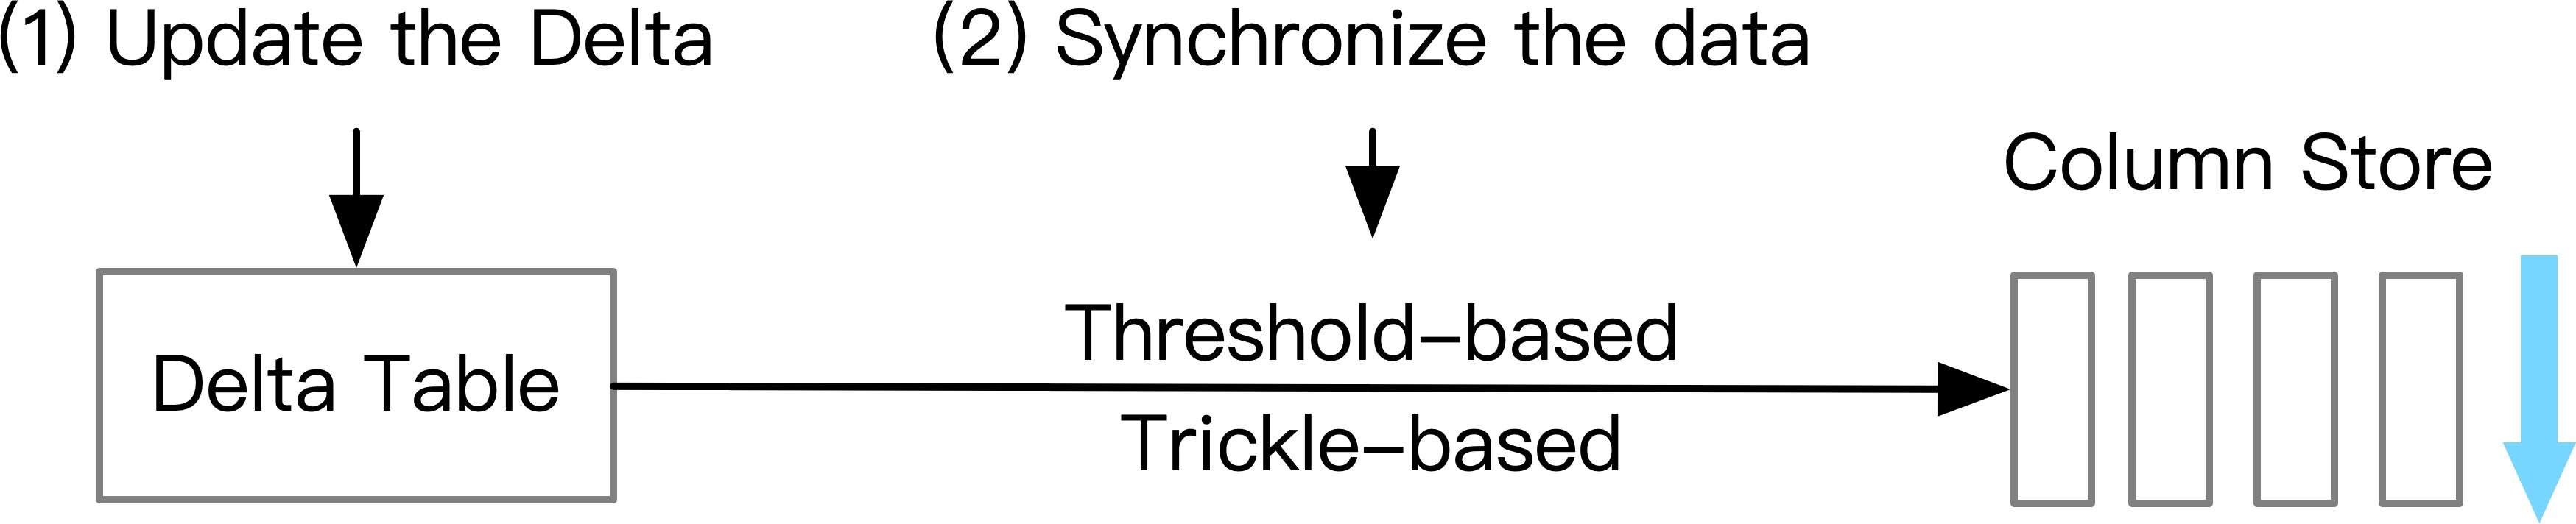 (1) Update the Delta
(2) Synchronize the data
Column Store
Delta Table
Threshold–based
Trickle–based